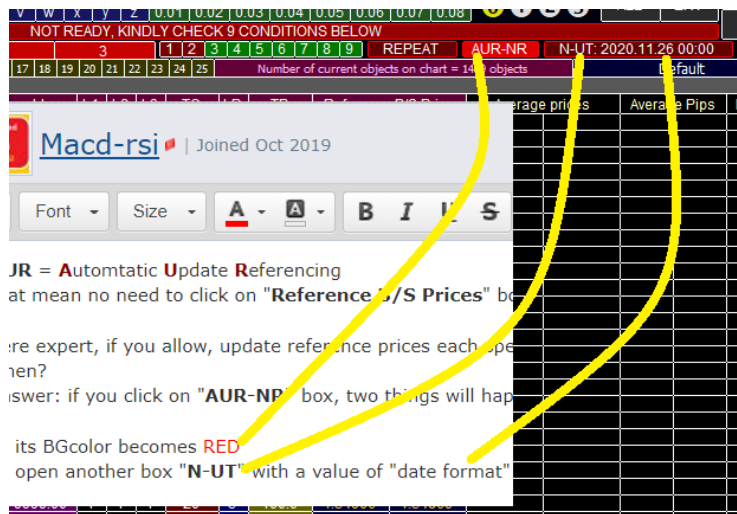 V W X Y Z 0.01 0.02 0.03 0.04 0.05 0.06 0.07 0.08
NOT READY, KINDLY CHECK 9 CONDITIONS BELOW
3 1 2 3 4 5 6 7 8 9 REPEAT AUR-NR N-UT: 2020.11.26 00:00
17 18 19 20 21 22 23 24 25 Number of current objects on chart = objects Default
Average prices Average Pips
Macd-rsi Joined Oct 2019
Font Size A A B I U S
UR = Automtatic Update Referencing
at mean no need to click on "Reference B/S Prices"
re expert, if you allow, update reference prices each
hen?
swer: if you click on "AUR-NR" box, two things will hap
its BGcolor becomes RED
open another box "N-UT" with a value of "date format"